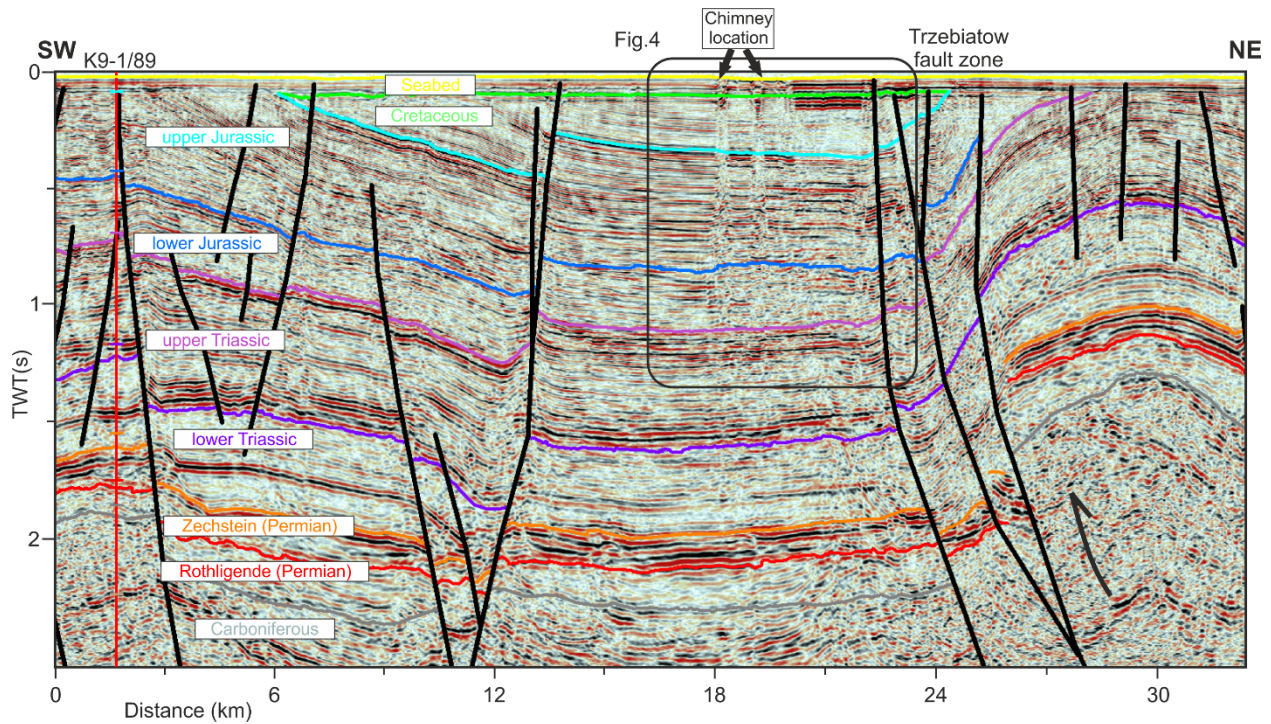 Chimney
location
Fig.4
Trzebiatow
fault zone
SW
NE
K9-1/89
0
Seabed
Cretaceous
upper Jurassic
lower Jurassic
1
upper Triassic
TWT(s)
lower Triassic
Zechstein (Permian)
2
Rothligende (Permian)
Carboniferous
0 6 12 18 24 30
Distance (km)